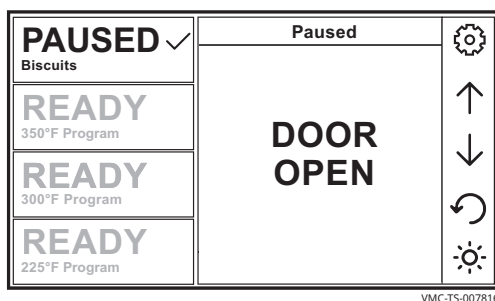 PAUSED
Biscuits
READY
350°F Program
READY
300°F Program
READY
225°F Program
Paused
DOOR
OPEN
VMC-TS-007816